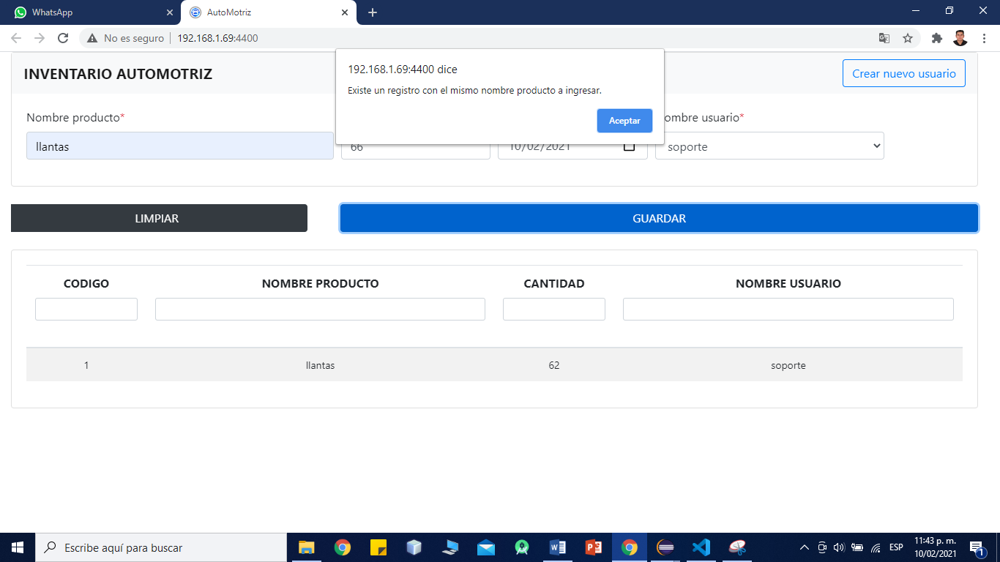 WhatsApp
AutoMotriz
No es seguro
192.168.1.69:4400
192.168.1.69:4400 dice
Existe un registro con el mismo nombre producto a ingresar.
Aceptar
INVENTARIO AUTOMOTRIZ
Crear nuevo usuario
Nombre producto*
ombre usuario*
llantas
66
10/02/2021
soporte
LIMPIAR
GUARDAR
CODIGO NOMBRE PRODUCTO CANTIDAD NOMBRE USUARIO
1 llantas 62 soporte
Escribe aquí para buscar
ESP
11:43 p. m.
10/02/2021
1